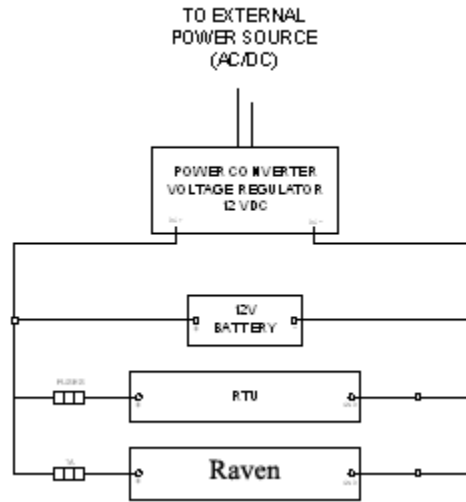 TO EXTERNAL
POWER SOURCE
(AC/DC)
POWER CONVERTER
VOLTAGE REGULATOR
12 VDC
12V
BATTERY
RTU
Raven